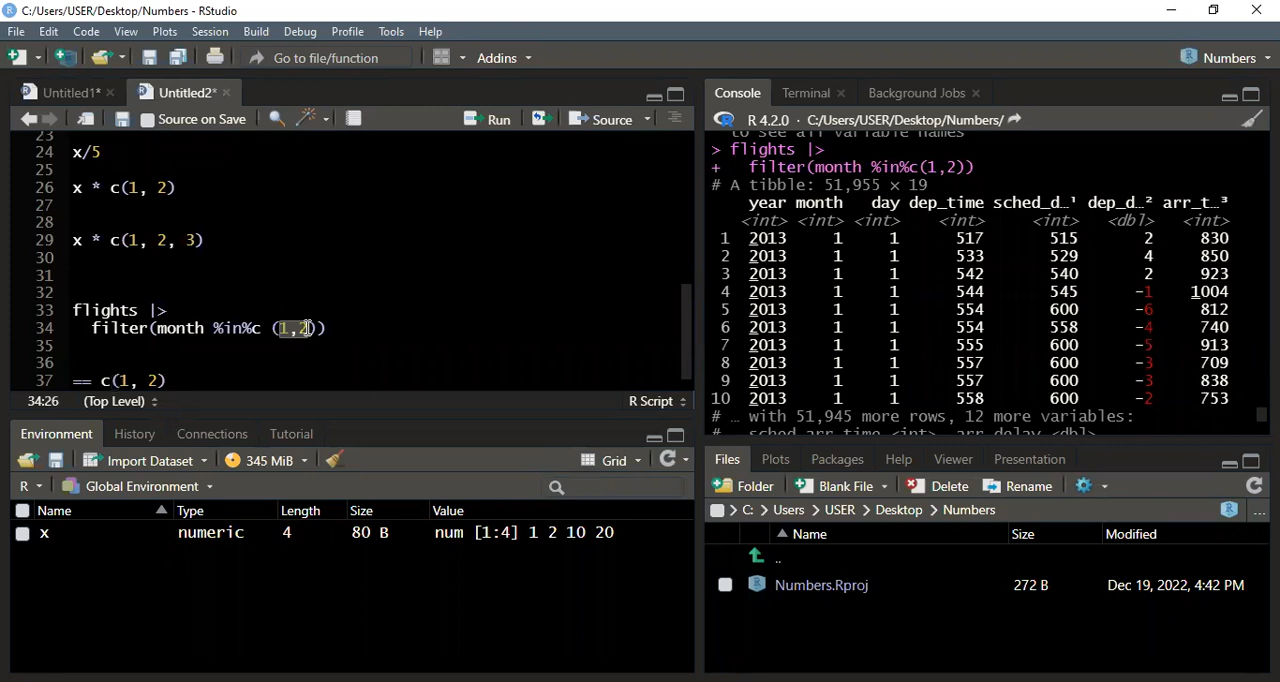 C:/Users/USER/Desktop/Numbers - RStudio
File Edit Code View Plots Session Build Debug Profile Tools Help
Go to file/function Addins Numbers
Untitled1* Untitled2*
Source on Save Run Source
23
24 x/5
25
26 x * c(1, 2)
27
28
29 x * c(1, 2, 3)
30
31
32
33 flights |>
34 filter(month %in%c (1,2))
35
36
37 == c(1, 2)
34:26 (Top Level) R Script
Environment History Connections Tutorial
Import Dataset 345 MiB Grid
R Global Environment
Name Type Length Size Value
x numeric 4 80 B num [1:4] 1 2 10 20
Console Terminal Background Jobs
R 4.2.0 · C:/Users/USER/Desktop/Numbers/
to see all variable names
> flights |>
+ filter(month %in%c(1,2))
# A tibble: 51,955 × 19
year month day dep_time sched_d…¹ dep_d…² arr_t…³
<int> <int> <int> <int> <int> <dbl> <int>
1 2013 1 1 517 515 2 830
2 2013 1 1 533 529 4 850
3 2013 1 1 542 540 2 923
4 2013 1 1 544 545 -1 1004
5 2013 1 1 554 600 -6 812
6 2013 1 1 554 558 -4 740
7 2013 1 1 555 600 -5 913
8 2013 1 1 557 600 -3 709
9 2013 1 1 557 600 -3 838
10 2013 1 1 558 600 -2 753
# … with 51,945 more rows, 12 more variables:
# sched_arr_time <int>, arr_delay <dbl>,
Files Plots Packages Help Viewer Presentation
Folder Blank File Delete Rename
C: Users USER Desktop Numbers ...
Name Size Modified
..
Numbers.Rproj 272 B Dec 19, 2022, 4:42 PM